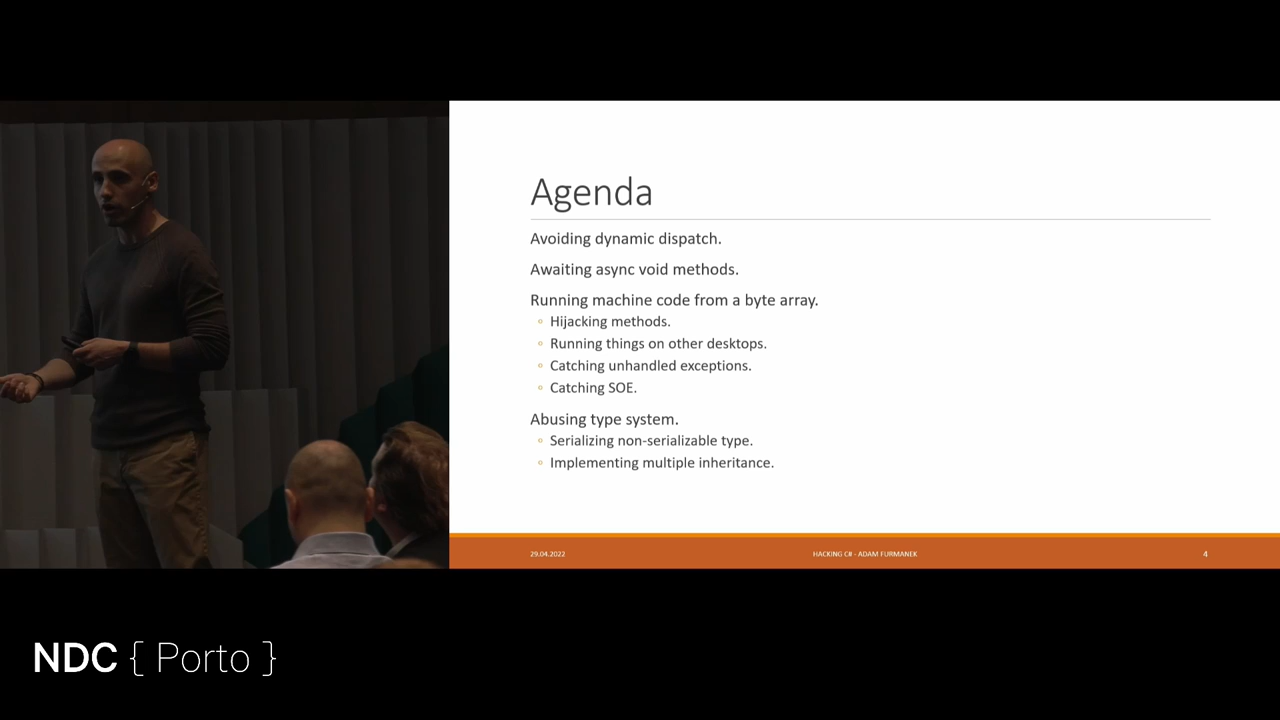 Agenda
Avoiding dynamic dispatch.
Awaiting async void methods.
Running machine code from a byte array.
◦ Hijacking methods.
◦ Running things on other desktops.
◦ Catching unhandled exceptions.
◦ Catching SOE.
Abusing type system.
◦ Serializing non-serializable type.
◦ Implementing multiple inheritance.
29.04.2022 HACKING C# - ADAM FURMANEK 4
NDC { Porto }